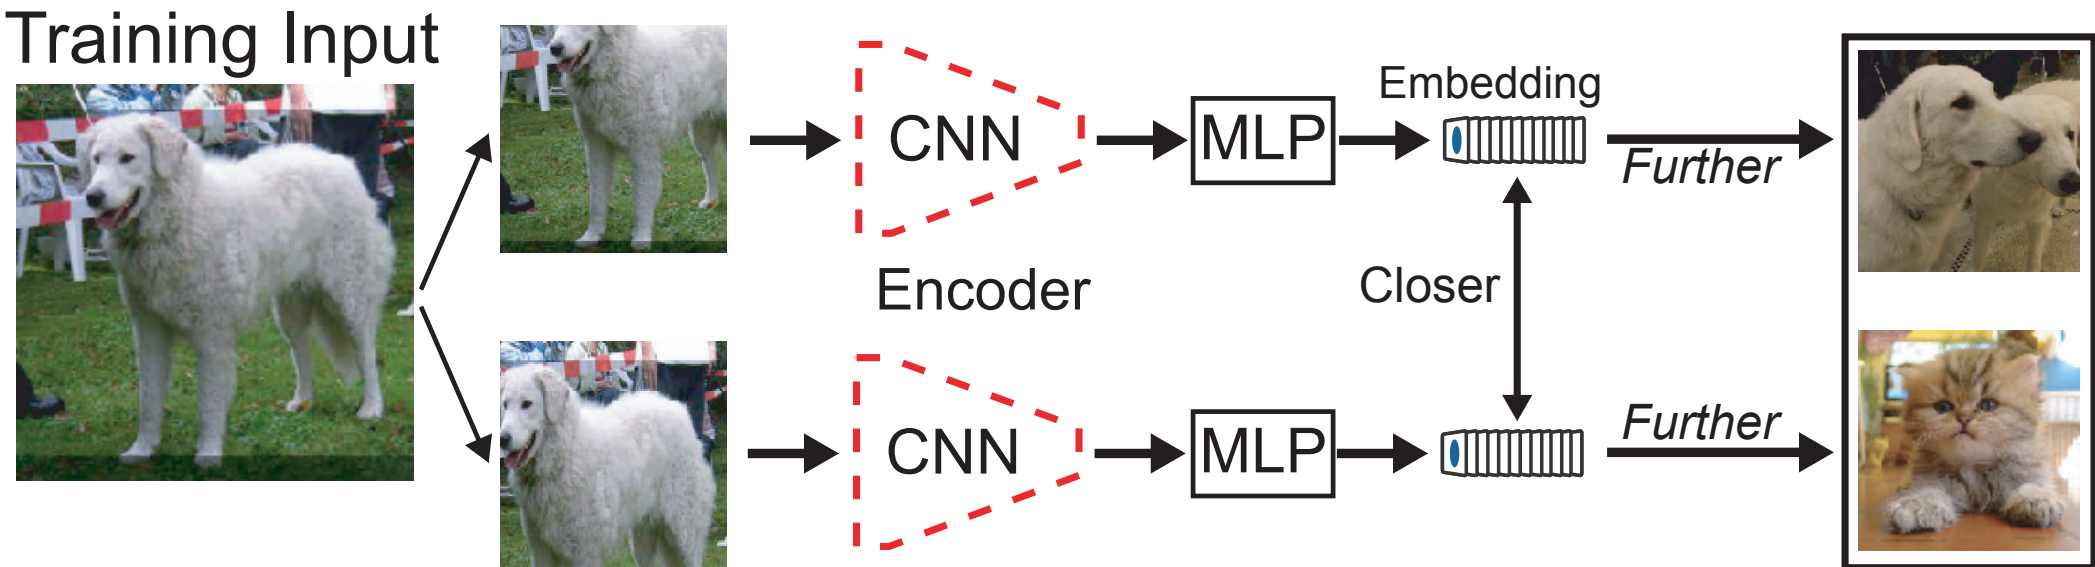 Training Input
CNN
MLP
Embedding
Further
Encoder
Closer
CNN
MLP
Further